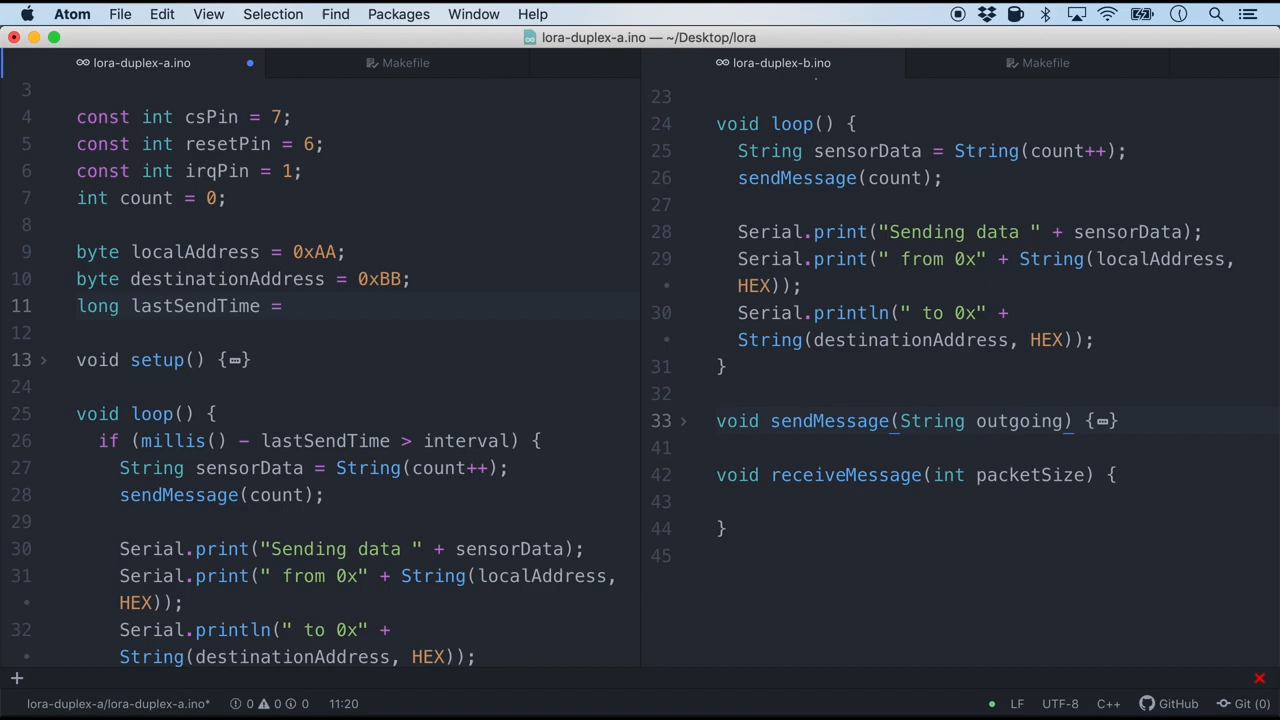 Atom File Edit View Selection Find Packages Window Help
lora-duplex-a.ino — ~/Desktop/lora
lora-duplex-a.ino Makefile
3
4 const int csPin = 7;
5 const int resetPin = 6;
6 const int irqPin = 1;
7 int count = 0;
8
9 byte localAddress = 0xAA;
10 byte destinationAddress = 0xBB;
11 long lastSendTime =
12
13 void setup() {…}
24
25 void loop() {
26 if (millis() - lastSendTime > interval) {
27 String sensorData = String(count++);
28 sendMessage(count);
29
30 Serial.print("Sending data " + sensorData);
31 Serial.print(" from 0x" + String(localAddress,
• HEX));
32 Serial.println(" to 0x" +
• String(destinationAddress, HEX));
lora-duplex-b.ino Makefile
23
24 void loop() {
25 String sensorData = String(count++);
26 sendMessage(count);
27
28 Serial.print("Sending data " + sensorData);
29 Serial.print(" from 0x" + String(localAddress,
• HEX));
30 Serial.println(" to 0x" +
• String(destinationAddress, HEX));
31 }
32
33 void sendMessage(String outgoing) {…}
41
42 void receiveMessage(int packetSize) {
43
44 }
45
lora-duplex-a/lora-duplex-a.ino* 0 0 0 11:20 LF UTF-8 C++ GitHub Git (0)